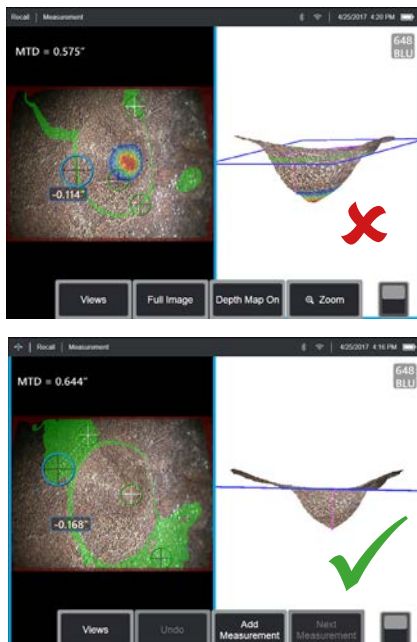 Recall | Measurement 4/25/2017 4:20 PM
MTD = 0.575"
648
BLU
-0.114"
Views Full Image Depth Map On Zoom
Recall | Measurement 4/25/2017 4:16 PM
MTD = 0.644"
648
BLU
-0.168"
Views Undo Add Measurement Next Measurement